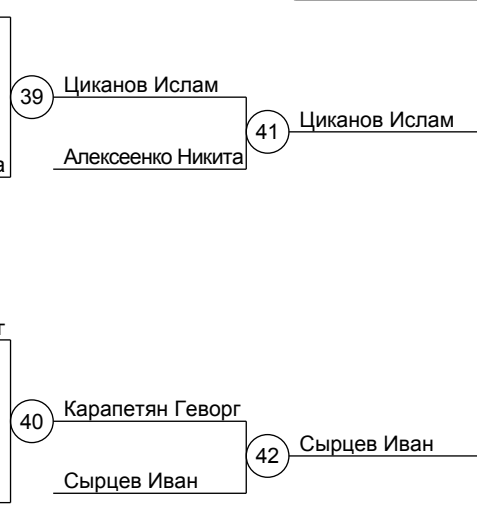 Циканов Ислам
39
Циканов Ислам
41
Алексеенко Никита
Карапетян Геворг
40
Сырцев Иван
42
Сырцев Иван